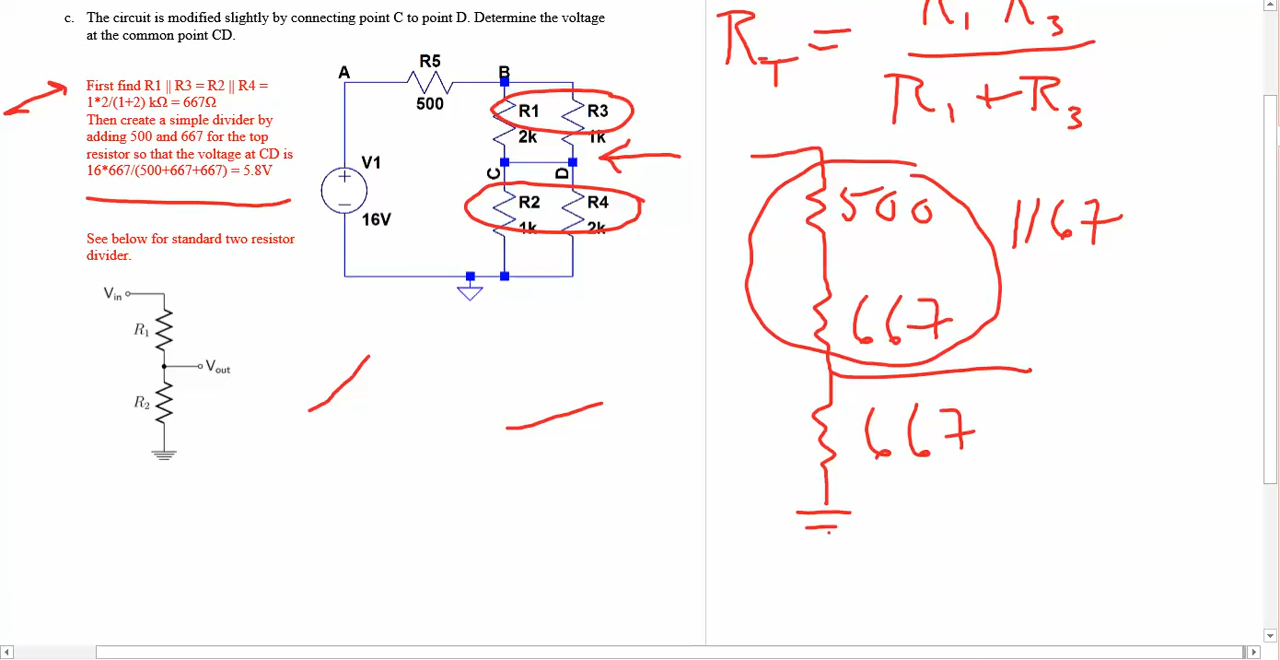 c. The circuit is modified slightly by connecting point C to point D. Determine the voltage
at the common point CD.
First find R1 || R3 = R2 || R4 =
1*2/(1+2) kΩ = 667Ω
Then create a simple divider by
adding 500 and 667 for the top
resistor so that the voltage at CD is
16*667/(500+667+667) = 5.8V
See below for standard two resistor
divider.
Vin
R1
Vout
R2
A
R5
500
B
R1
2k
R3
1k
C
D
V1
16V
R2
1k
R4
2k
RT = R1 R3
R1 + R3
500
1167
667
667